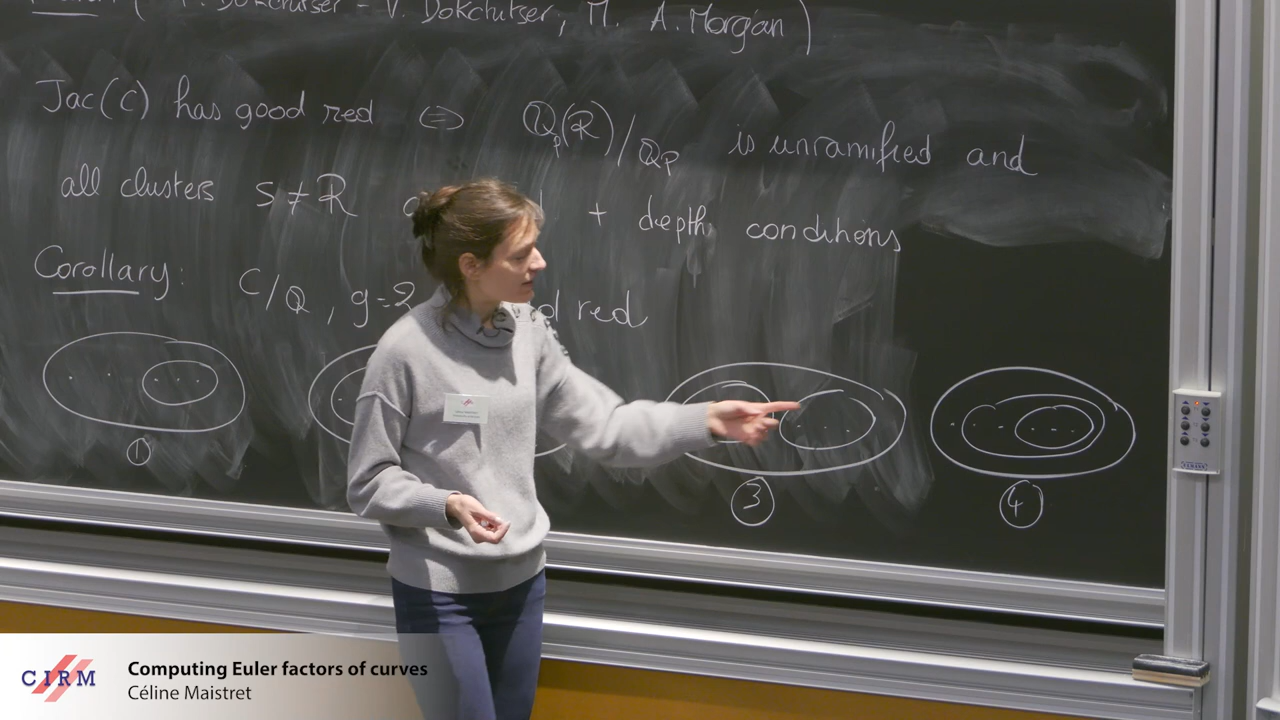 T. Dokchitser - V. Dokchitser, M. A. Morgan)
Jac(C) has good red ⇔ Qp(R)/Qp is unramified and
all clusters s ≠ R + depth conditions
Corollary: C/Q, g=2 red
① ③ ④
CIRM
Computing Euler factors of curves
Céline Maistret